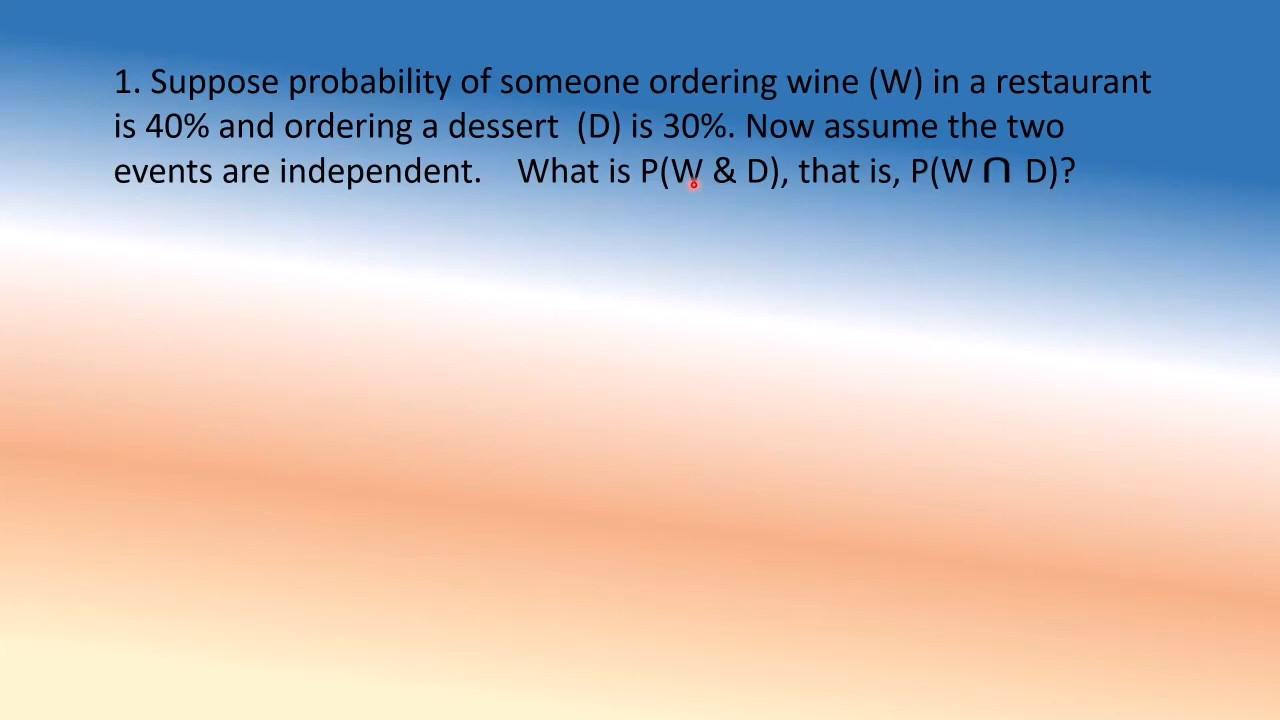 1. Suppose probability of someone ordering wine (W) in a restaurant
is 40% and ordering a dessert (D) is 30%. Now assume the two
events are independent. What is P(W & D), that is, P(W ∩ D)?